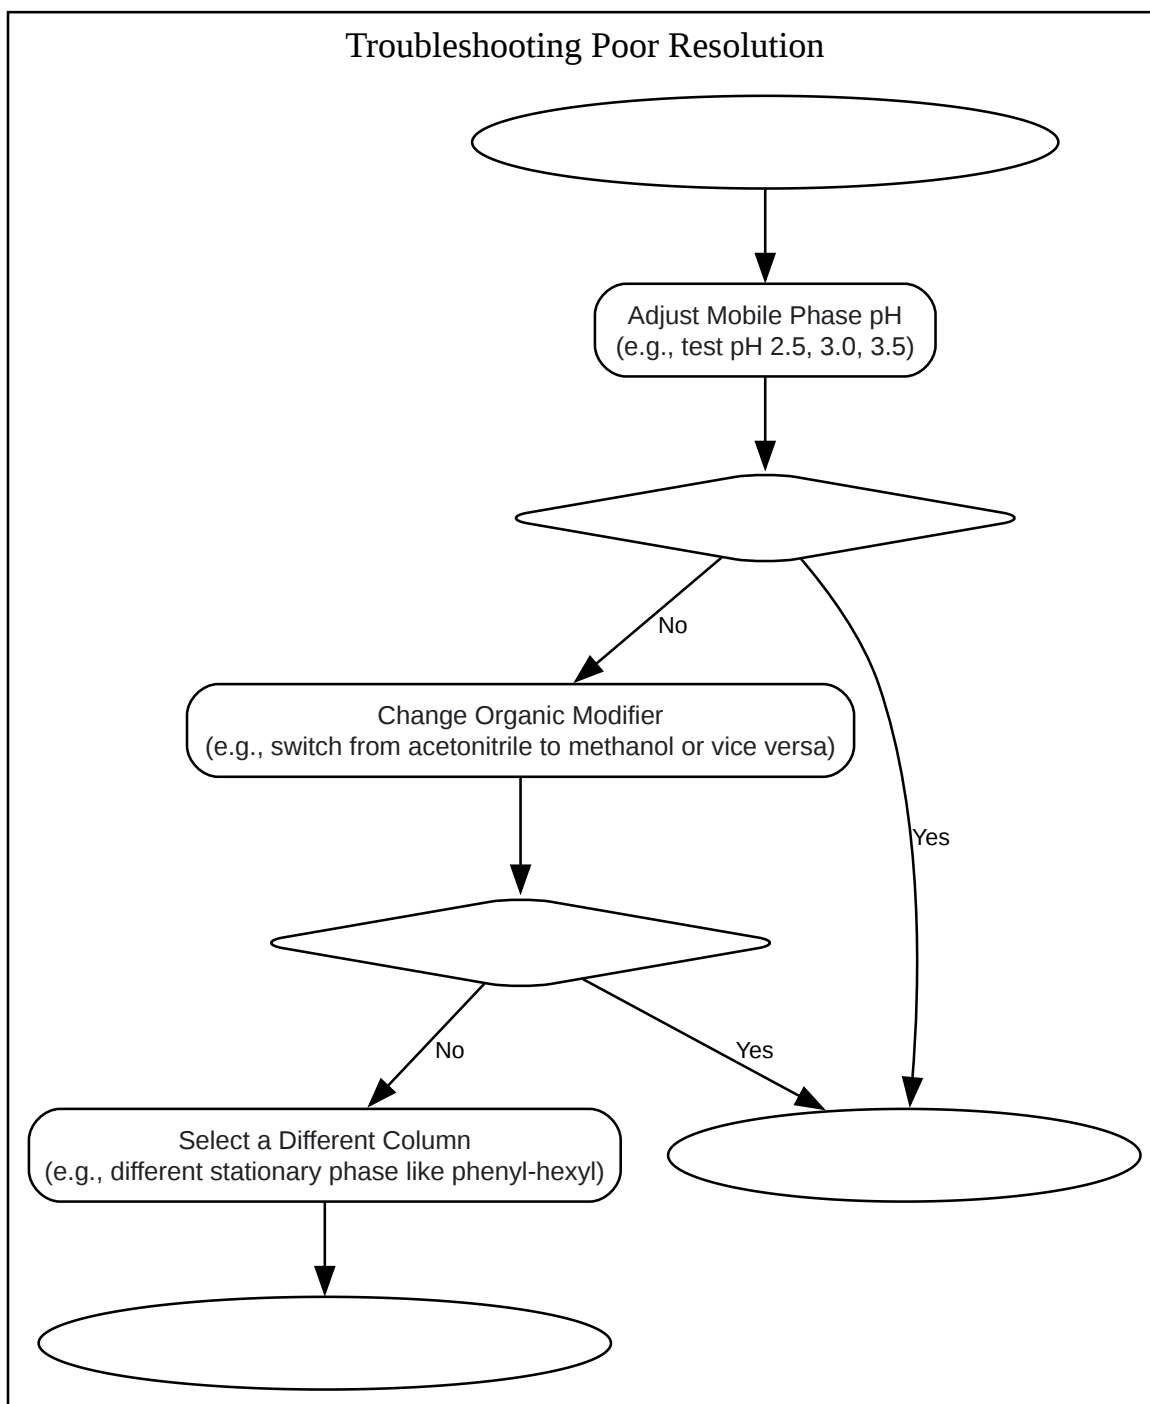 Troubleshooting Poor Resolution
Adjust Mobile Phase pH
(e.g., test pH 2.5, 3.0, 3.5)
No
Change Organic Modifier
(e.g., switch from acetonitrile to methanol or vice versa)
Yes
No
Yes
Select a Different Column
(e.g., different stationary phase like phenyl-hexyl)